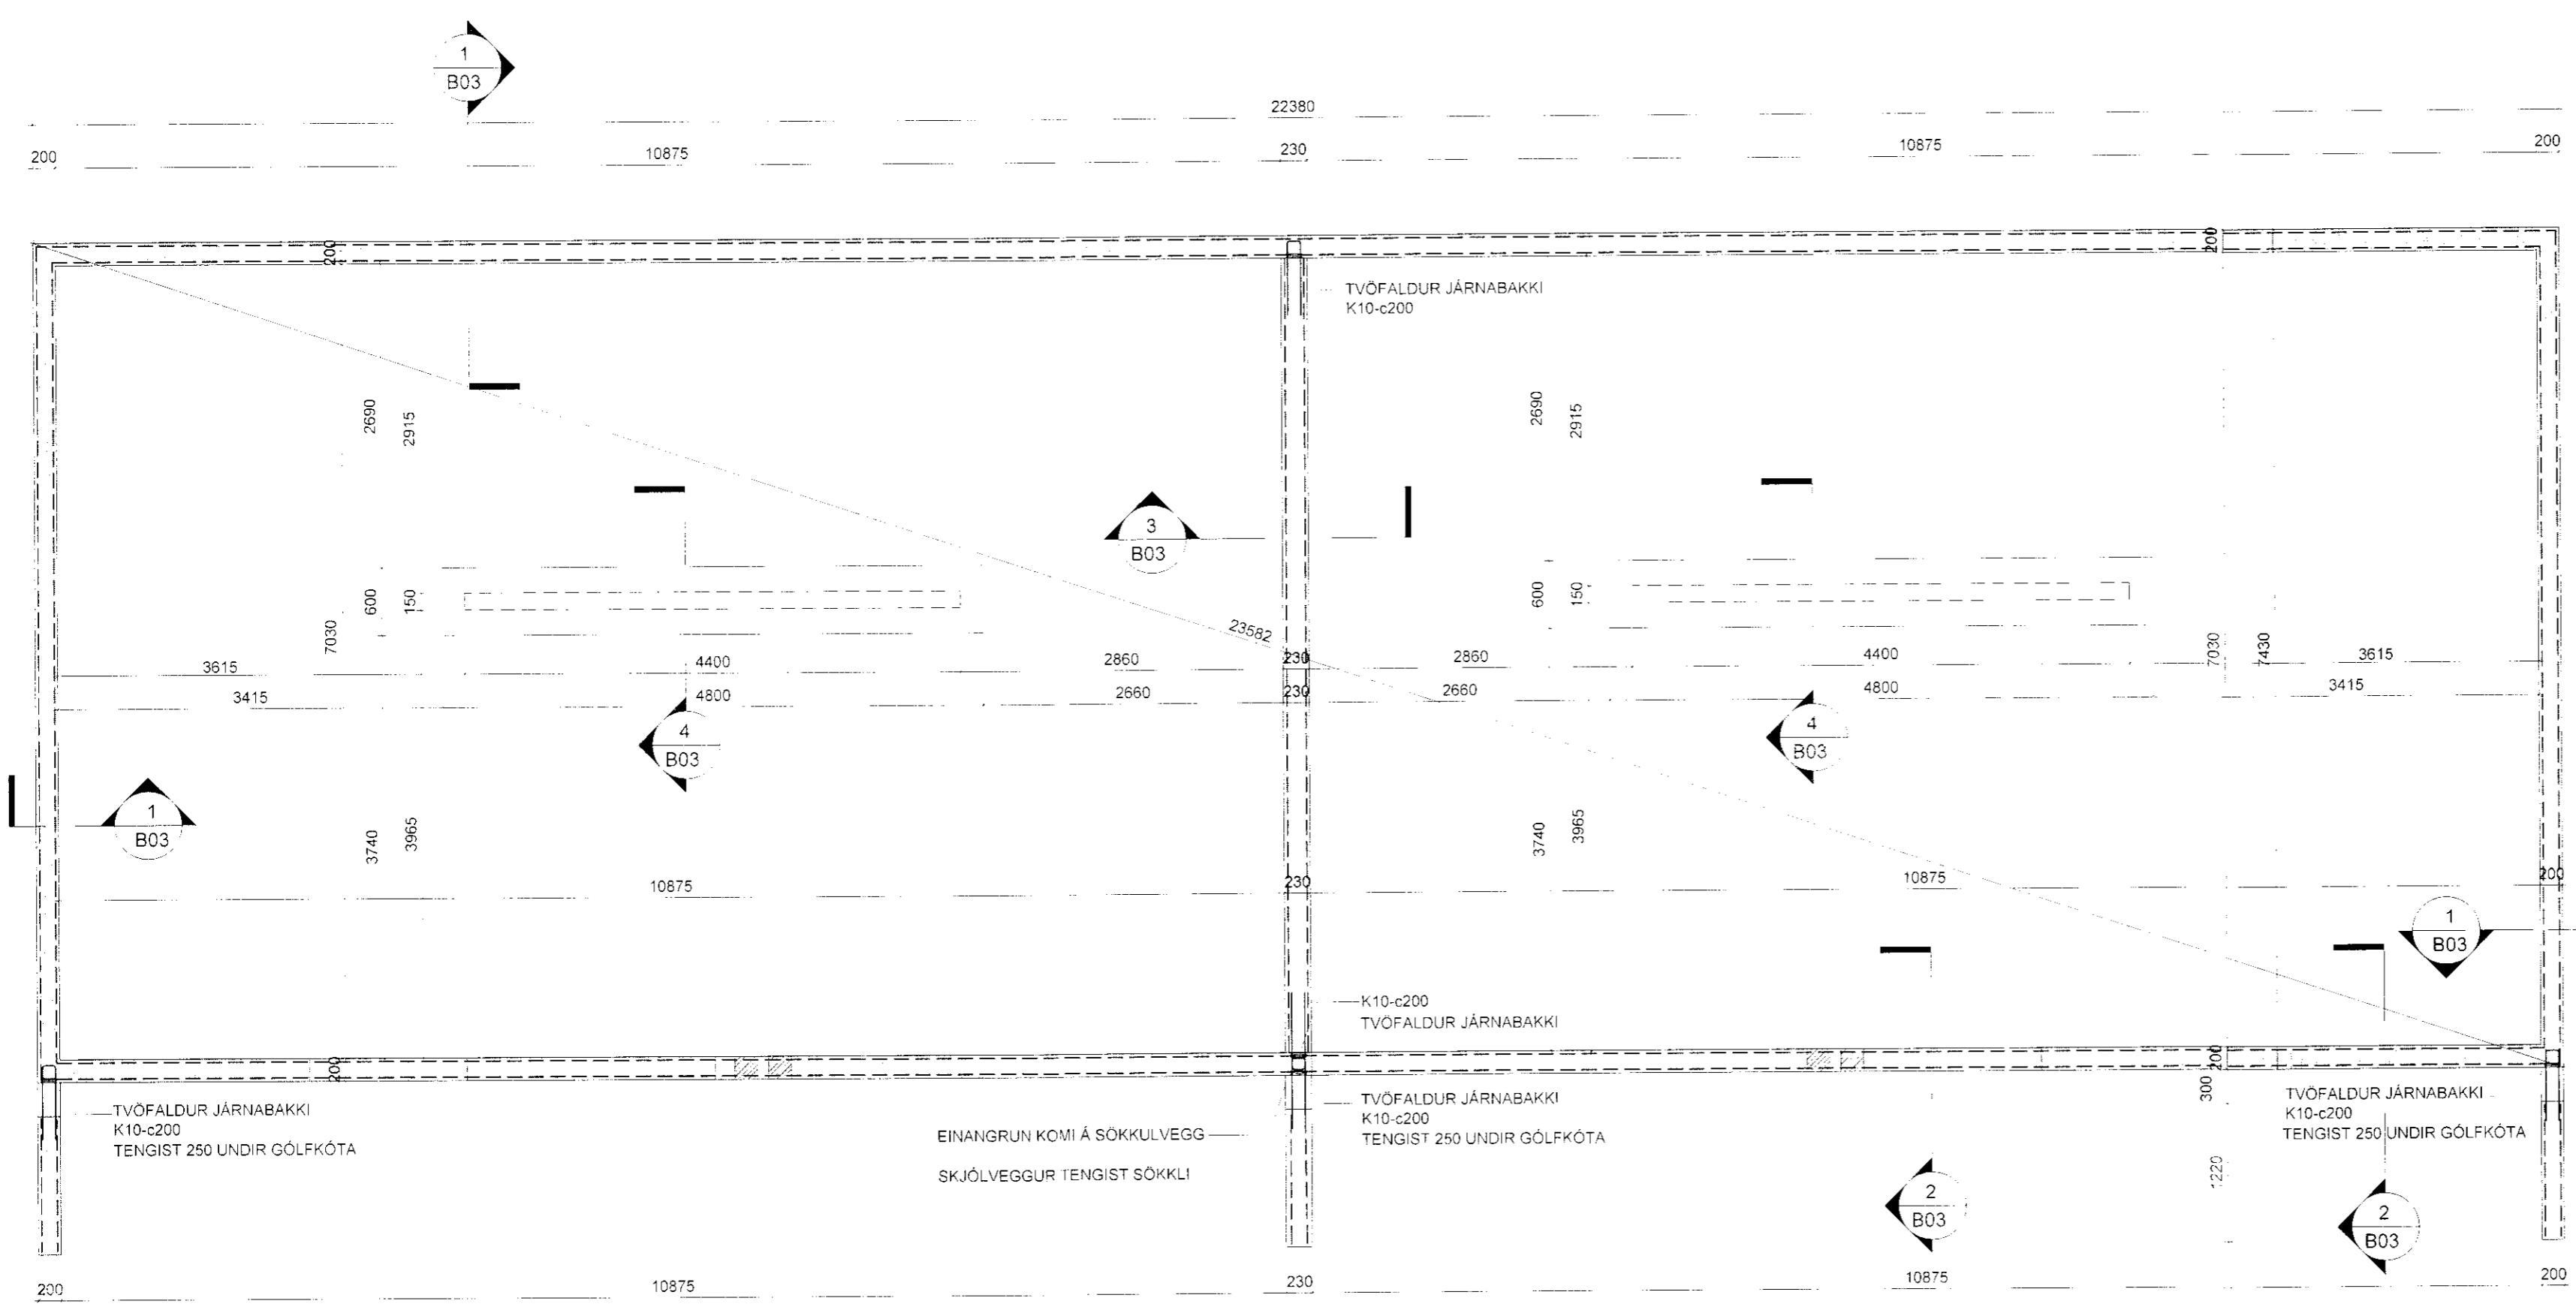 1
B03
22380
200
10875
230
10875
200
200
200
TVÖFALDUR JÁRNABAKKI
K10-c200
2690
2915
2690
2915
3
B03
600
150
600
150
7030
23582
7030
7430
3615
4400
2860
230
2860
4400
3615
3415
4800
2660
230
2660
4800
3415
4
B03
4
B03
1
B03
3740
3965
3740
3965
10875
230
10875
200
1
B03
K10-c200
TVÖFALDUR JÁRNABAKKI
200
200
300
TVÖFALDUR JÁRNABAKKI
K10-c200
TENGIST 250 UNDIR GÓLFKÓTA
EINANGRUN KOMI Á SÖKKULVEGG
SKJÓLVEGGUR TENGIST SÖKKLI
TVÖFALDUR JÁRNABAKKI
K10-c200
TENGIST 250 UNDIR GÓLFKÓTA
TVÖFALDUR JÁRNABAKKI
K10-c200
TENGIST 250 UNDIR GÓLFKÓTA
1220
2
B03
2
B03
200
10875
230
10875
200